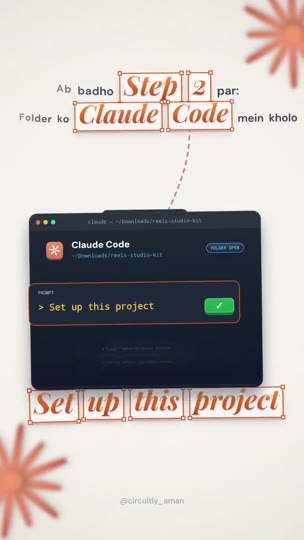 Ab badho Step 2 par:
Folder ko Claude Code mein kholo
claude — ~/Downloads/reels-studio-kit
Claude Code
~/Downloads/reels-studio-kit
FOLDER OPEN
PROMPT
> Set up this project
✓
Set up this project
@circuitly_aman